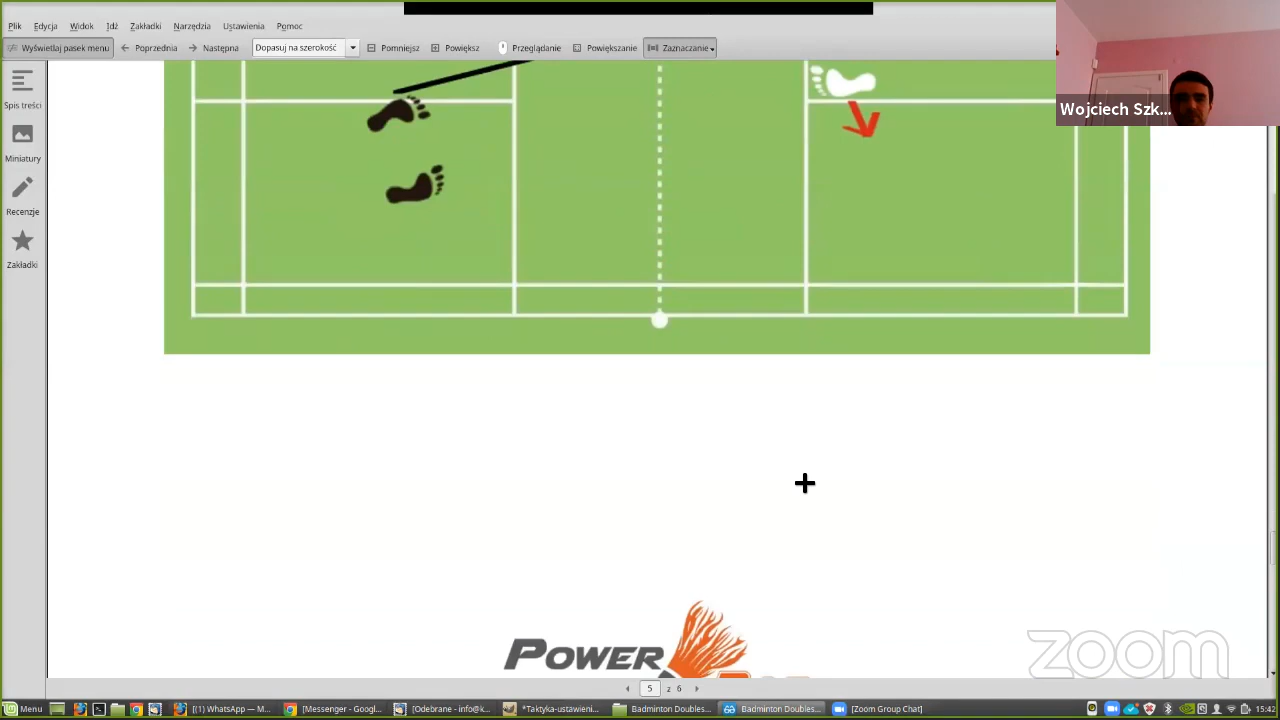 Plik Edycja Widok Idź Zakładki Narzędzia Ustawienia Pomoc
Wyświetlaj pasek menu Poprzednia Następna Dopasuj na szerokość Pomniejsz Powiększ Przeglądanie Powiększanie Zaznaczanie
Spis treści
Miniatury
Recenzje
Zakładki
Wojciech Szk...
POWER
zoom
5 z 6
Menu [(1) WhatsApp — M... [Messenger - Googl... [Odebrane - info@k... *Taktyka-ustawieni... Badminton Doubles... Badminton Doubles... [Zoom Group Chat] 15:42